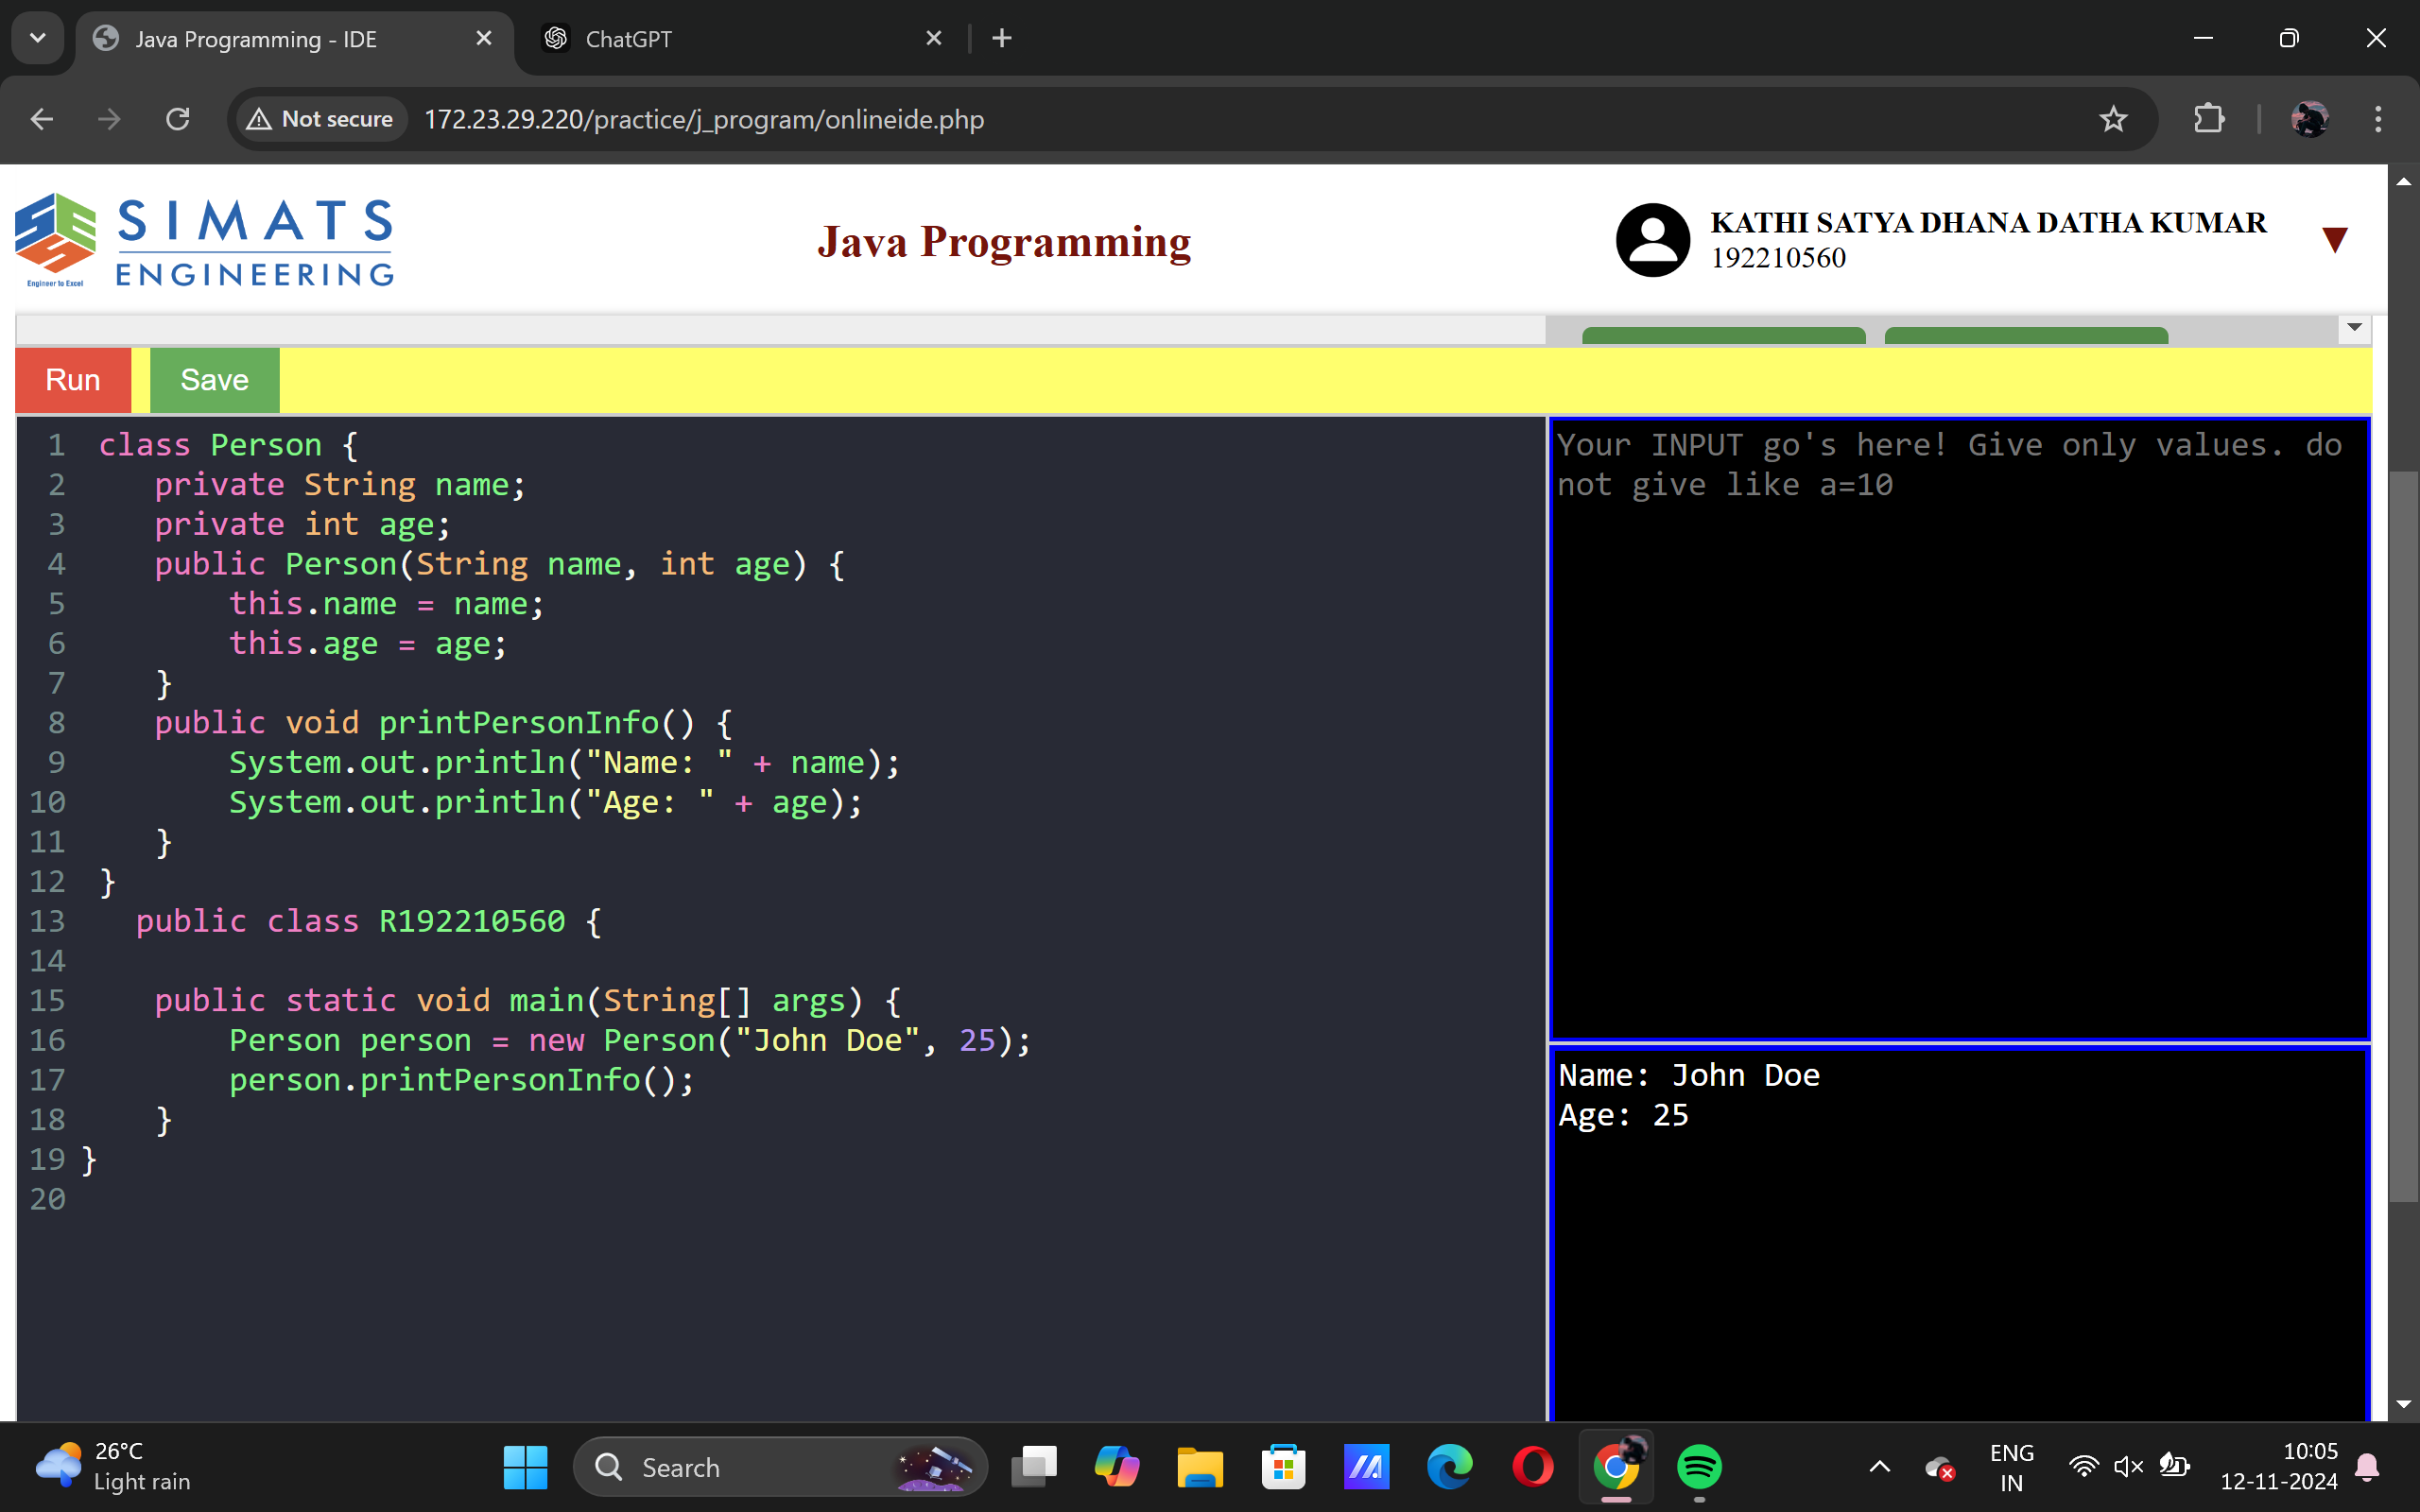 Java Programming - IDE
ChatGPT
Not secure
172.23.29.220/practice/j_program/onlineide.php
SIMATS
ENGINEERING
Engineer to Excel
Java Programming
KATHI SATYA DHANA DATHA KUMAR
192210560
Run
Save
1 class Person {
2 private String name;
3 private int age;
4 public Person(String name, int age) {
5 this.name = name;
6 this.age = age;
7 }
8 public void printPersonInfo() {
9 System.out.println("Name: " + name);
10 System.out.println("Age: " + age);
11 }
12 }
13 public class R192210560 {
14
15 public static void main(String[] args) {
16 Person person = new Person("John Doe", 25);
17 person.printPersonInfo();
18 }
19 }
20
Your INPUT go's here! Give only values. do
not give like a=10
Name: John Doe
Age: 25
26°C
Light rain
Search
ENG
IN
10:05
12-11-2024